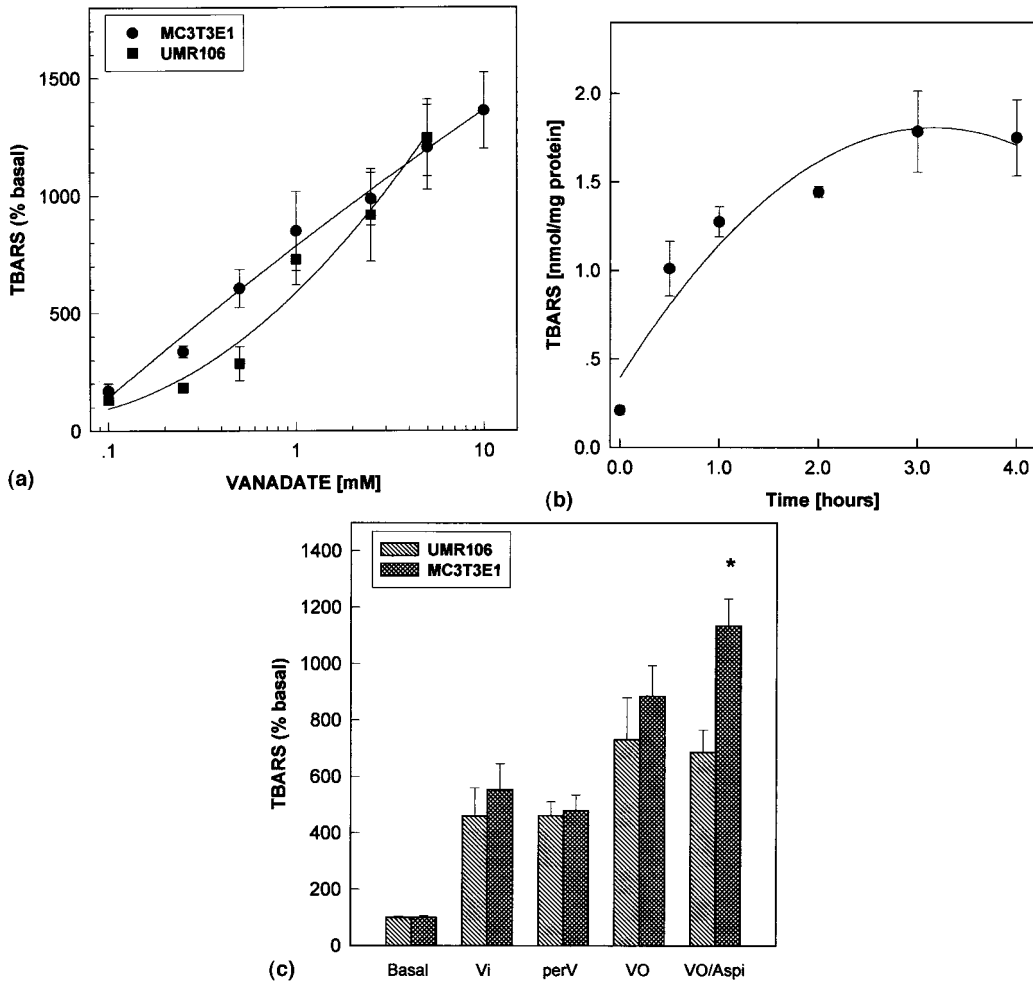 MC3T3E1
UMR106
1500
1000
500
0
.1
1
10
TBARS (% basal)
VANADATE [mM]
(a)
2.0
1.5
1.0
.5
0.0
0.0
1.0
2.0
3.0
4.0
TBARS [nmol/mg protein]
Time [hours]
(b)
UMR106
MC3T3E1
*
1400
1200
1000
800
600
400
200
0
TBARS (% basal)
Basal
Vi
perV
VO
VO/Aspi
(c)